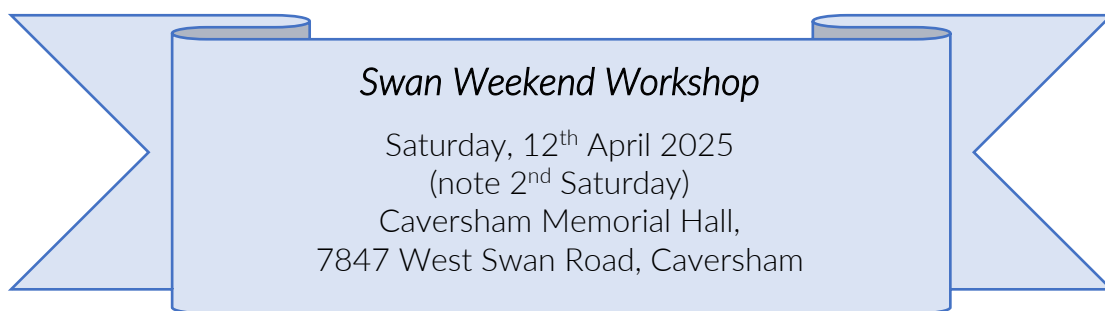 Swan Weekend Workshop
Saturday, 12th April 2025
(note 2nd Saturday)
Caversham Memorial Hall,
7847 West Swan Road, Caversham